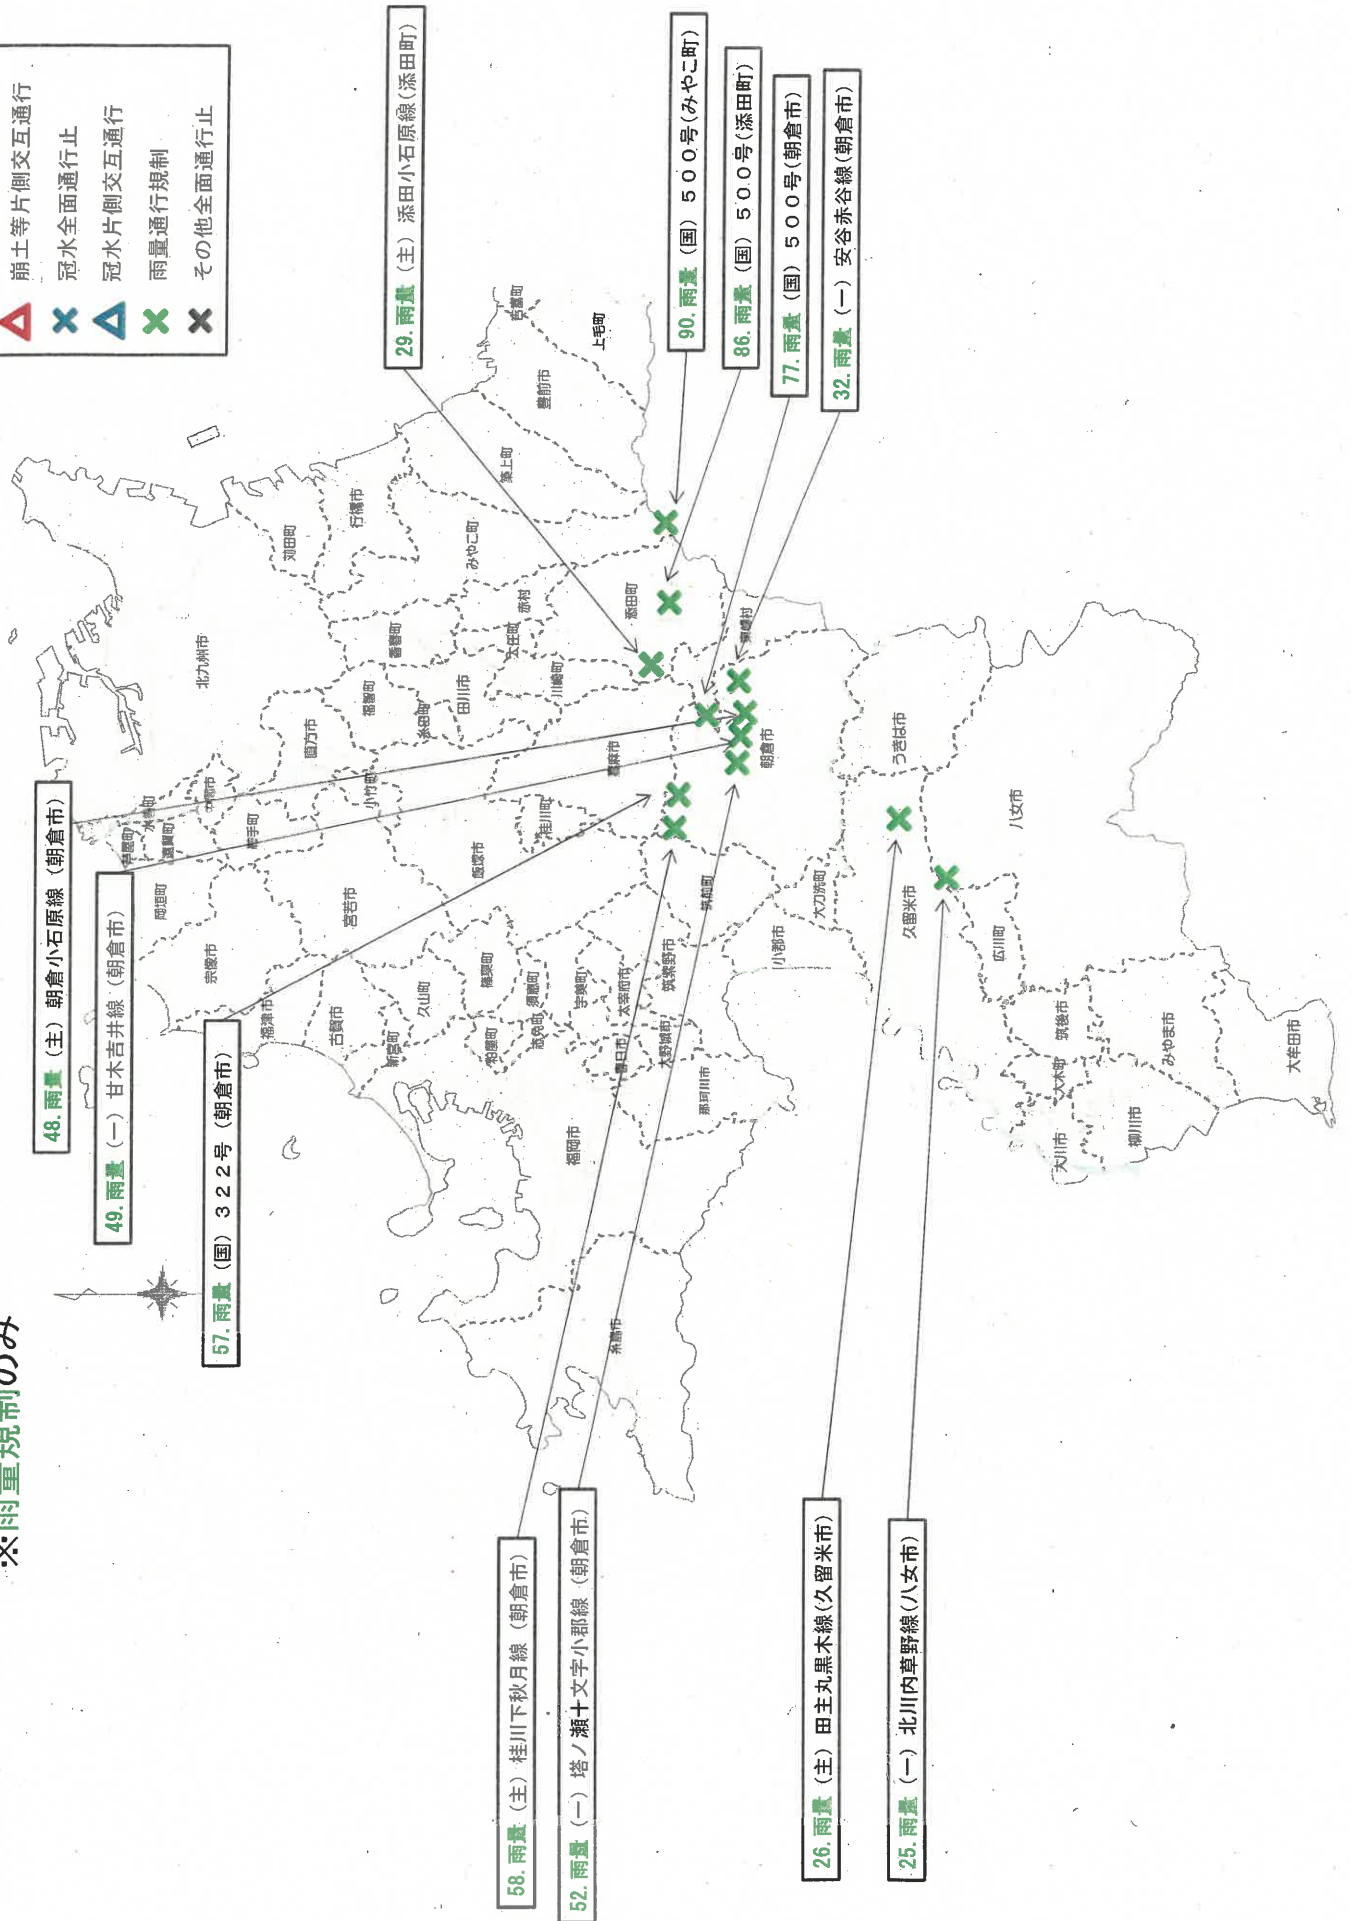 ※雨量規制のみ
崩土等片側交互通行
冠水全面通行止
冠水片側交互通行
雨量通行規制
その他全面通行止
48. 雨量 (主) 朝倉小石原線 (朝倉市)
49. 雨量 (一) 甘木吉井線 (朝倉市)
57. 雨量 (国) 322号 (朝倉市)
29. 雨量 (主) 添田小石原線(添田町)
90. 雨量 (国) 500号(みやこ町)
86. 雨量 (国) 500号(添田町)
77. 雨量 (国) 500号(朝倉市)
32. 雨量 (一) 安谷赤谷線(朝倉市)
58. 雨量 (主) 桂川下秋月線 (朝倉市)
52. 雨量 (一) 塔ノ瀬十文字小郡線 (朝倉市)
26. 雨量 (主) 田主丸黒木線(久留米市)
25. 雨量 (一) 北川内草野線(八女市)
北九州市
芦屋町
水巻町
遠賀町
中間市
岡垣町
鞍手町
宗像市
直方市
宮若市
小竹町
福津市
古賀市
新宮町
久山町
篠栗町
粕屋町
須恵町
志免町
宇美町
福岡市
春日市
大野城市
太宰府市
筑紫野市
那珂川市
糸島市
苅田町
行橋市
みやこ町
築上町
豊前市
吉富町
上毛町
香春町
福智町
糸田町
田川市
大任町
赤村
川崎町
添田町
飯塚市
桂川町
嘉麻市
東峰村
朝倉市
筑前町
小郡市
大刀洗町
うきは市
久留米市
広川町
八女市
筑後市
大木町
大川市
柳川市
みやま市
大牟田市